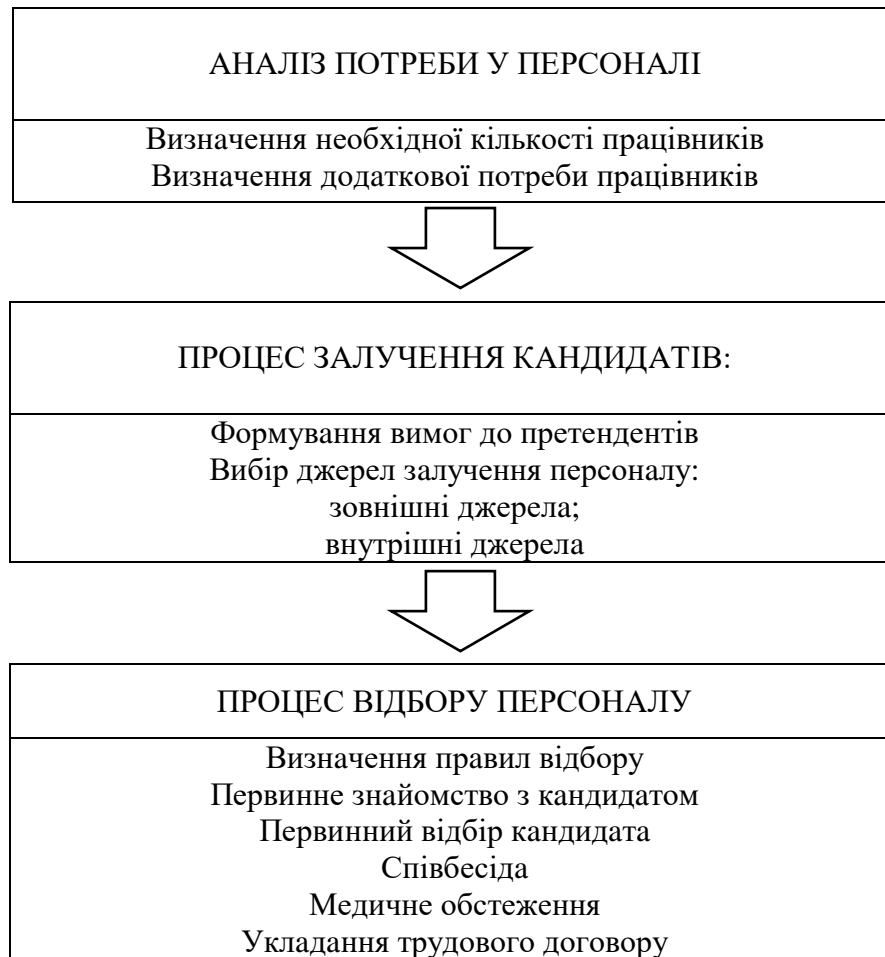 АНАЛІЗ ПОТРЕБИ У ПЕРСОНАЛІ
Визначення необхідної кількості працівників
Визначення додаткової потреби працівників
ПРОЦЕС ЗАЛУЧЕННЯ КАНДИДАТІВ:
Формування вимог до претендентів
Вибір джерел залучення персоналу:
зовнішні джерела;
внутрішні джерела
ПРОЦЕС ВІДБОРУ ПЕРСОНАЛУ
Визначення правил відбору
Первинне знайомство з кандидатом
Первинний відбір кандидата
Співбесіда
Медичне обстеження
Укладання трудового договору